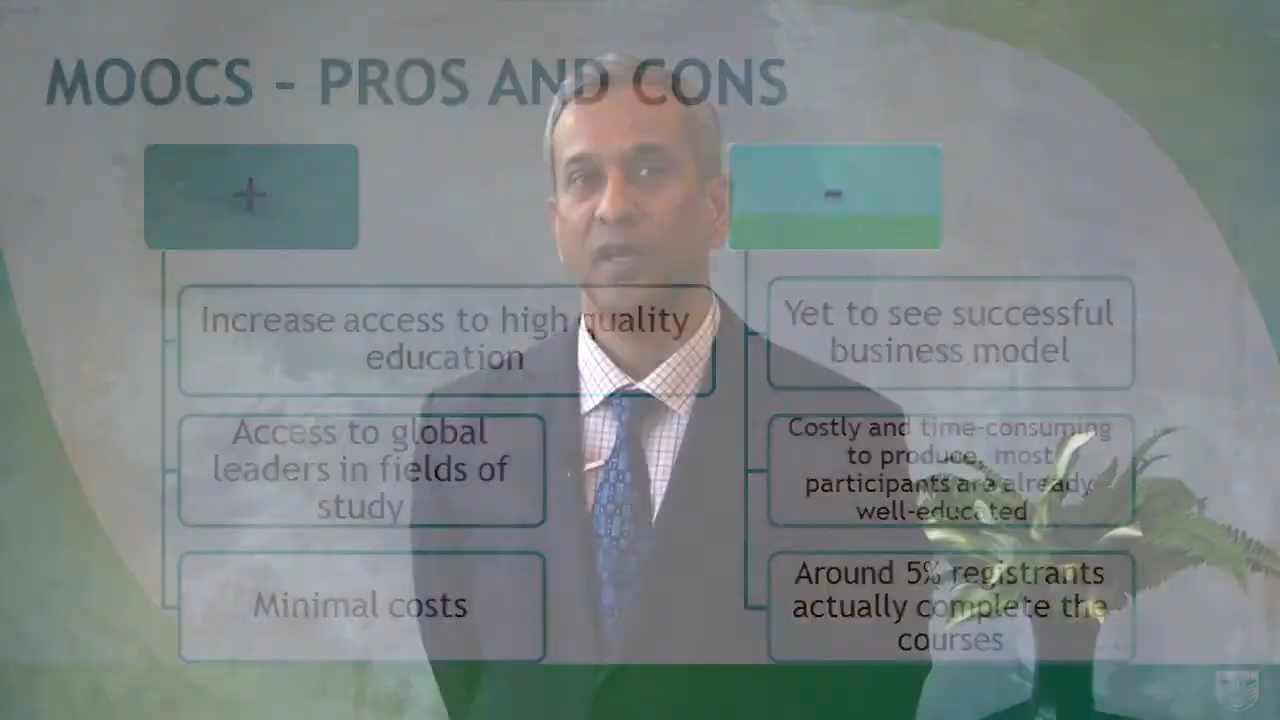 MOOCS – PROS AND CONS
+
Increase access to high quality
education
Access to global
leaders in fields of
study
Minimal costs
-
Yet to see successful
business model
Costly and time-consuming
to produce, most
participants are already
well-educated
Around 5% registrants
actually complete the
courses